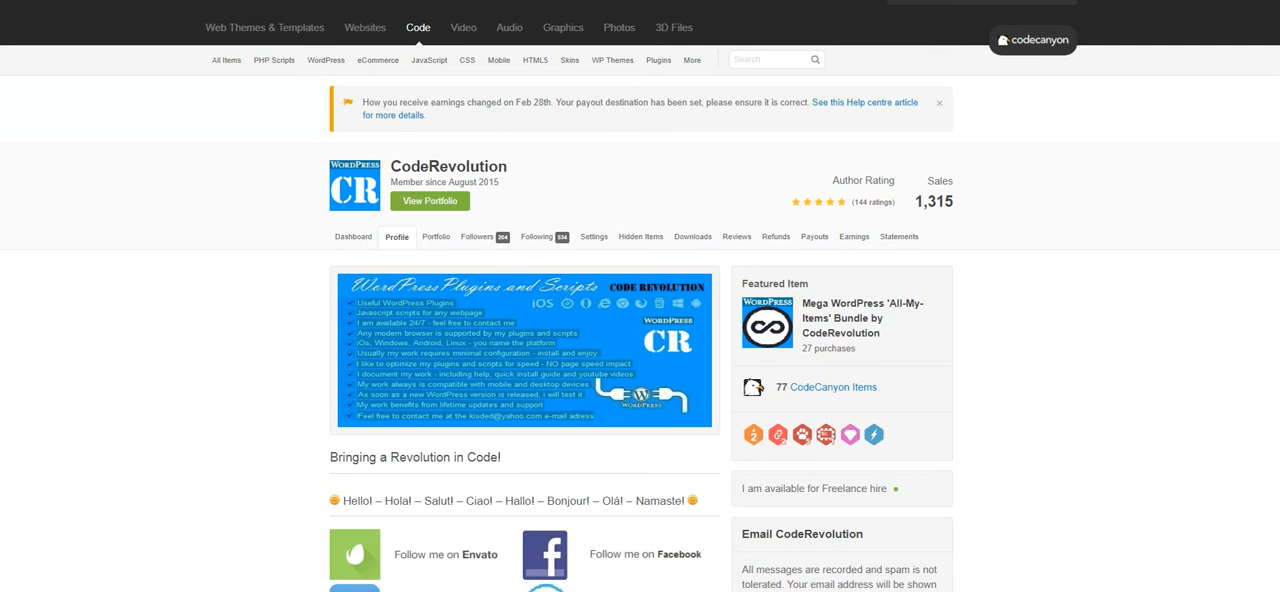 Web Themes & Templates Websites Code Video Audio Graphics Photos 3D Files
codecanyon
All Items PHP Scripts WordPress eCommerce JavaScript CSS Mobile HTML5 Skins WP Themes Plugins More Search
How you receive earnings changed on Feb 28th. Your payout destination has been set, please ensure it is correct. See this Help centre article
for more details.
WORDPRESS
CR
CodeRevolution
Member since August 2015
View Portfolio
Author Rating Sales
(144 ratings) 1,315
Dashboard Profile Portfolio Followers 204 Following 334 Settings Hidden Items Downloads Reviews Refunds Payouts Earnings Statements
WordPress Plugins and Scripts CODE REVOLUTION
iOS
Useful WordPress Plugins
Javascript scripts for any webpage
I am available 24/7 - feel free to contact me
Any modern browser is supported by my plugins and scripts
iOs, Windows, Android, Linux - you name the platform
Usually my work requires minimal configuration - install and enjoy
I like to optimize my plugins and scripts for speed - NO page speed impact
I document my work - including help, quick install guide and youtube videos
My work always is compatible with mobile and desktop devices
As soon as a new WordPress version is released, i will test it
My work benefits from lifetime updates and support
Feel free to contact me at the kisded@yahoo.com e-mail adress
WORDPRESS
CR
WORDPRESS
Featured Item
WORDPRESS
Mega WordPress 'All-My-
Items' Bundle by
CodeRevolution
27 purchases
77 CodeCanyon Items
Bringing a Revolution in Code!
Hello! – Hola! – Salut! – Ciao! – Hallo! – Bonjour! – Olá! – Namaste!
I am available for Freelance hire
Follow me on Envato
Follow me on Facebook
Email CodeRevolution
All messages are recorded and spam is not
tolerated. Your email address will be shown